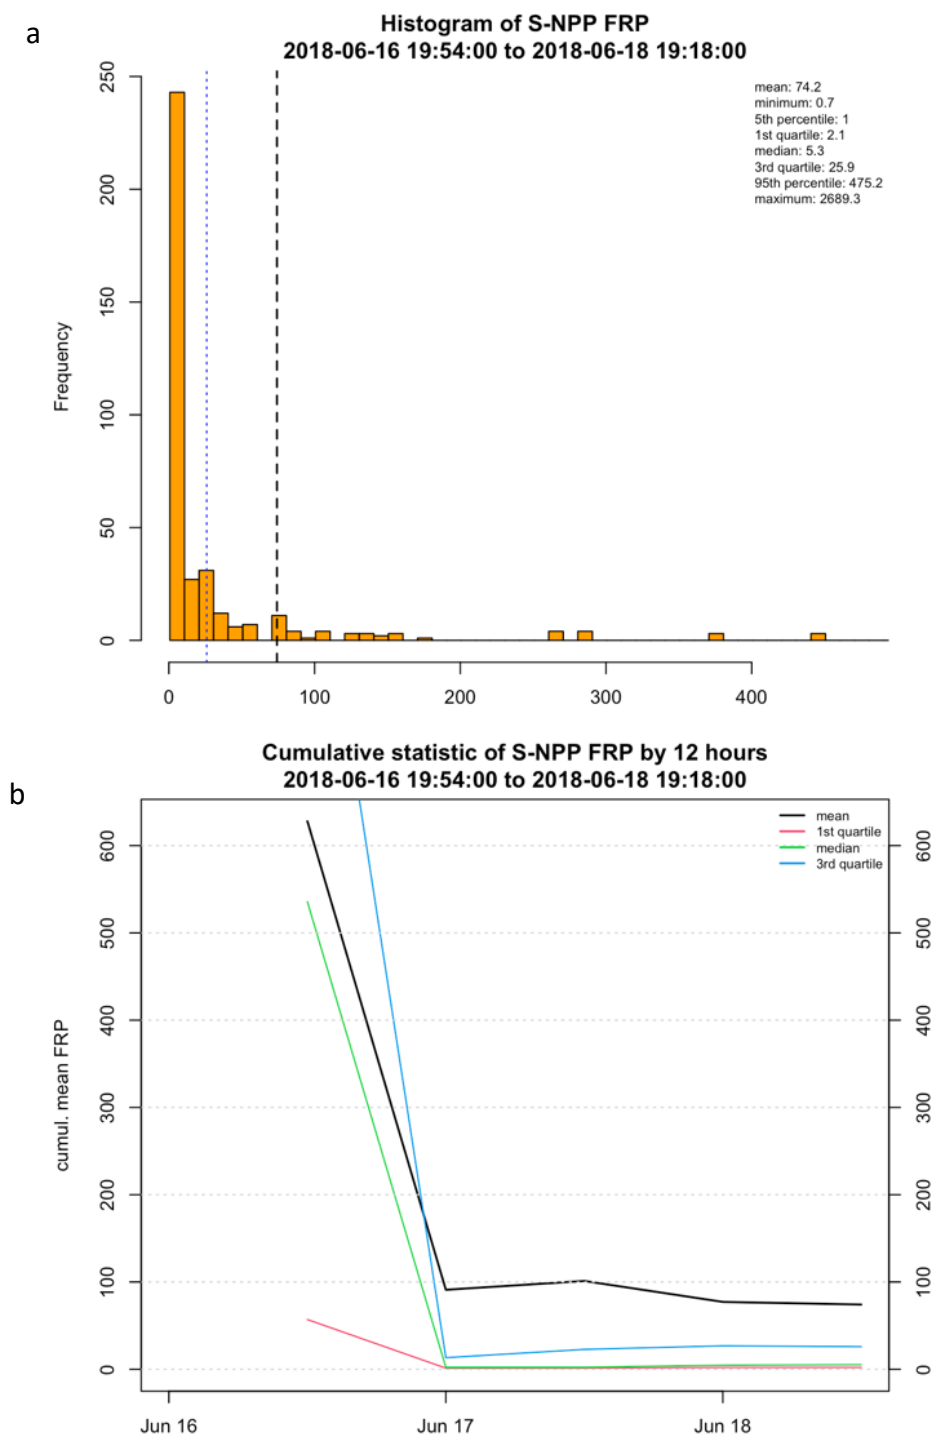 a
Histogram of S-NPP FRP
2018-06-16 19:54:00 to 2018-06-18 19:18:00
mean: 74.2
minimum: 0.7
5th percentile: 1
1st quartile: 2.1
median: 5.3
3rd quartile: 25.9
95th percentile: 475.2
maximum: 2689.3
Frequency
250
200
150
100
50
0
0 100 200 300 400
b
Cumulative statistic of S-NPP FRP by 12 hours
2018-06-16 19:54:00 to 2018-06-18 19:18:00
mean
1st quartile
median
3rd quartile
cumul. mean FRP
600 600
500 500
400 400
300 300
200 200
100 100
0 0
Jun 16 Jun 17 Jun 18